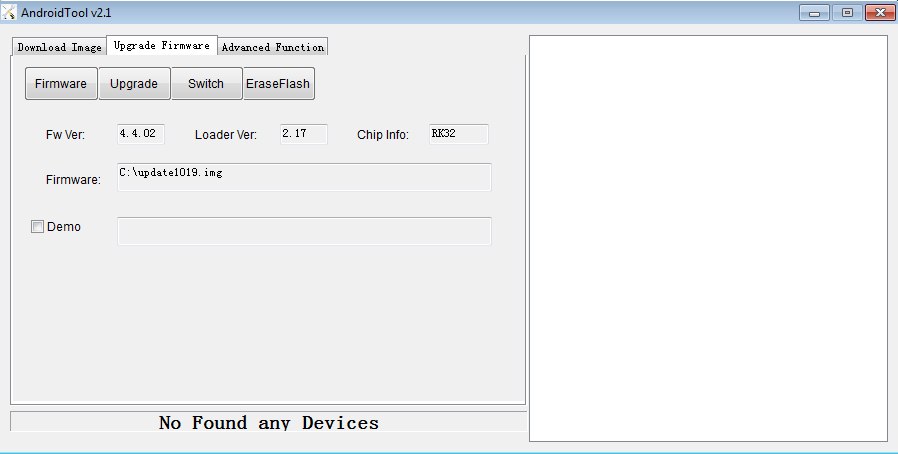 AndroidTool v2.1
Download Image Upgrade Firmware Advanced Function
Firmware Upgrade Switch EraseFlash
Fw Ver: 4.4.02 Loader Ver: 2.17 Chip Info: RK32
Firmware: C:\update1019.img
Demo
No Found any Devices